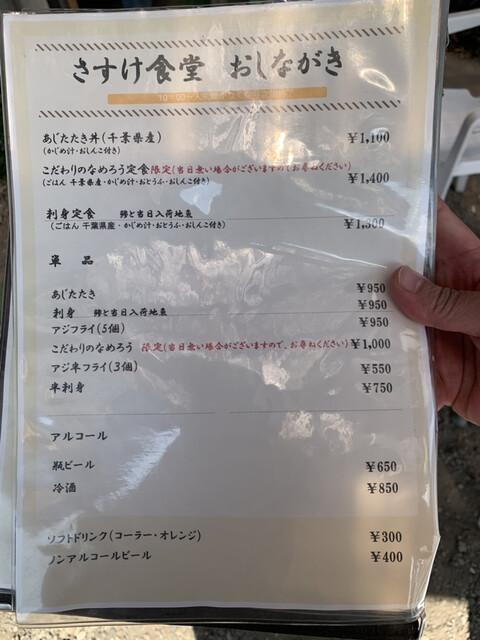 さすけ食堂 おしながき
あじたたき丼(千葉県産) ￥1,100
(かじめ汁・おしんこ付き)
こだわりのなめろう定食 限定(当日無い場合がございますので、お尋ねください)
(ごはん 千葉県産・かじめ汁・おとうふ・おしんこ付き) ￥1,400
刺身定食 鯵と当日入荷地魚 ￥1,300
(ごはん 千葉県産・かじめ汁・おとうふ・おしんこ付き)
単 品
あじたたき ￥950
刺身 鯵と当日入荷地魚 ￥950
アジフライ(5個) ￥950
こだわりのなめろう 限定(当日無い場合がございますので、お尋ねください) ￥1,000
アジ半フライ(3個) ￥550
半刺身 ￥750
アルコール
瓶ビール ￥650
冷酒 ￥850
ソフトドリンク(コーラー・オレンジ) ￥300
ノンアルコールビール ￥400